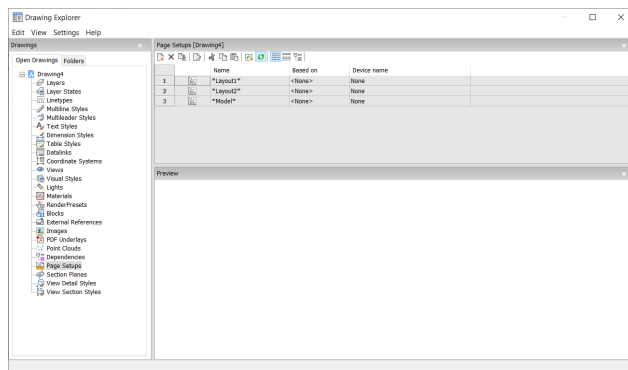 Drawing Explorer
Edit View Settings Help
Drawings
Open Drawings Folders
Drawing4
Layers
Layer States
Linetypes
Multiline Styles
Multileader Styles
Text Styles
Dimension Styles
Table Styles
Datalinks
Coordinate Systems
Views
Visual Styles
Lights
Materials
RenderPresets
Blocks
External References
Images
PDF Underlays
Point Clouds
Dependencies
Page Setups
Section Planes
View Detail Styles
View Section Styles
Page Setups [Drawing4]
Name Based on Device name
1 *Layout1* <None> None
2 *Layout2* <None> None
3 *Model* <None> None
Preview